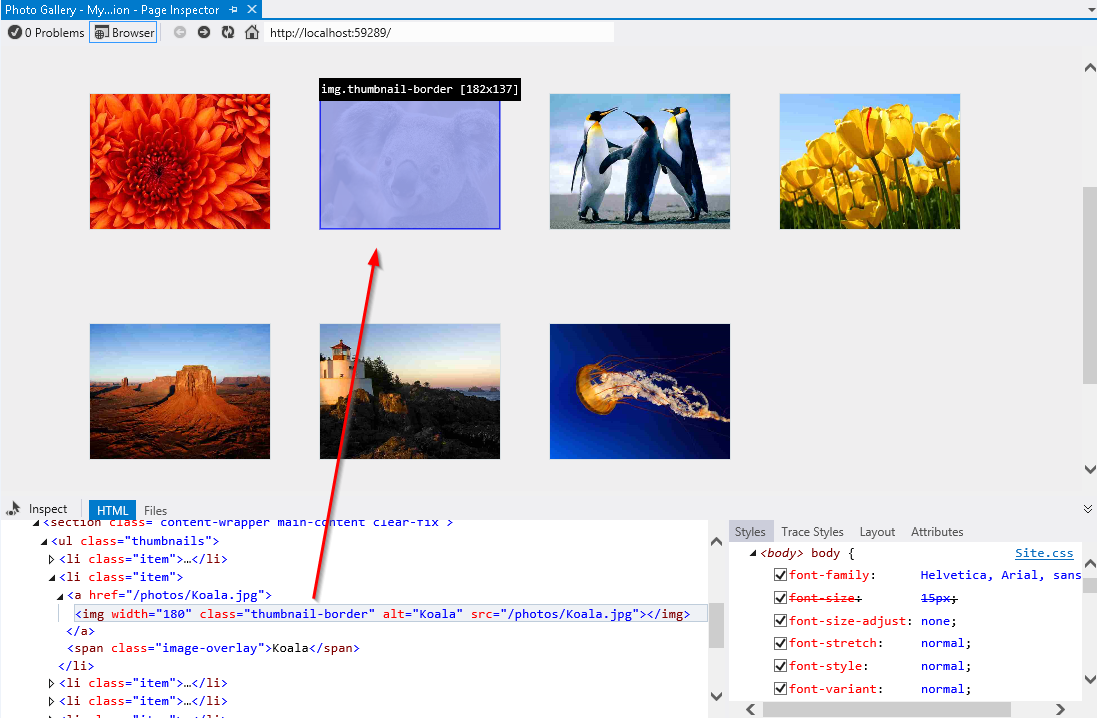 Photo Gallery - My...ion - Page Inspector
0 Problems Browser http://localhost:59289/
img.thumbnail-border [182x137]
Inspect HTML Files
<section class="content-wrapper main-content clear-fix">
<ul class="thumbnails">
<li class="item">…</li>
<li class="item">
<a href="/photos/Koala.jpg">
<img width="180" class="thumbnail-border" alt="Koala" src="/photos/Koala.jpg"></img>
</a>
<span class="image-overlay">Koala</span>
</li>
<li class="item">…</li>
<li class="item">…</li>
Styles Trace Styles Layout Attributes
<body> body { Site.css
font-family: Helvetica, Arial, sans
font-size: 15px;
font-size-adjust: none;
font-stretch: normal;
font-style: normal;
font-variant: normal;